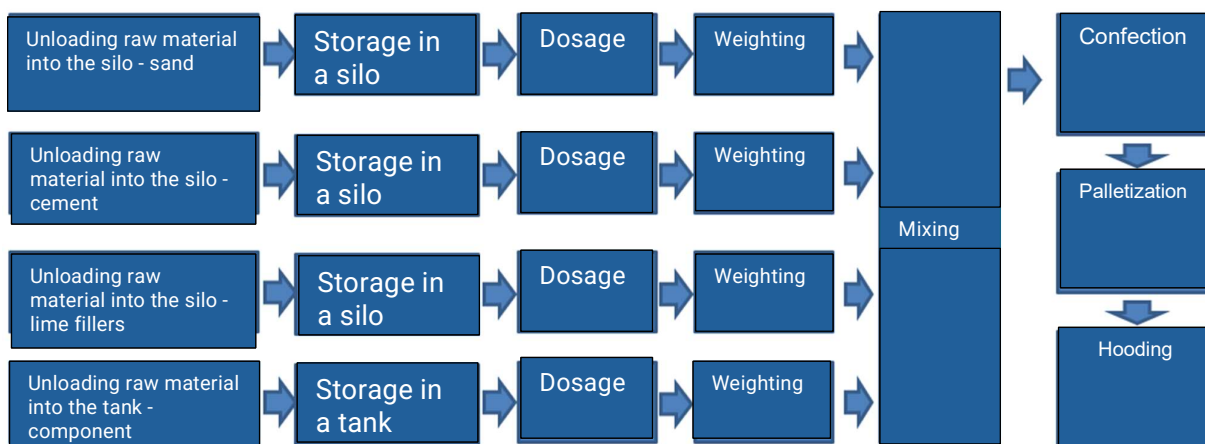 Unloading raw material
into the silo - sand
Storage in
a silo
Dosage
Weighting
Confection
Unloading raw
material into the silo -
cement
Storage in
a silo
Dosage
Weighting
Palletization
Mixing
Unloading raw
material into the silo -
lime fillers
Storage in
a silo
Dosage
Weighting
Hooding
Unloading raw material
into the tank -
component
Storage in
a tank
Dosage
Weighting